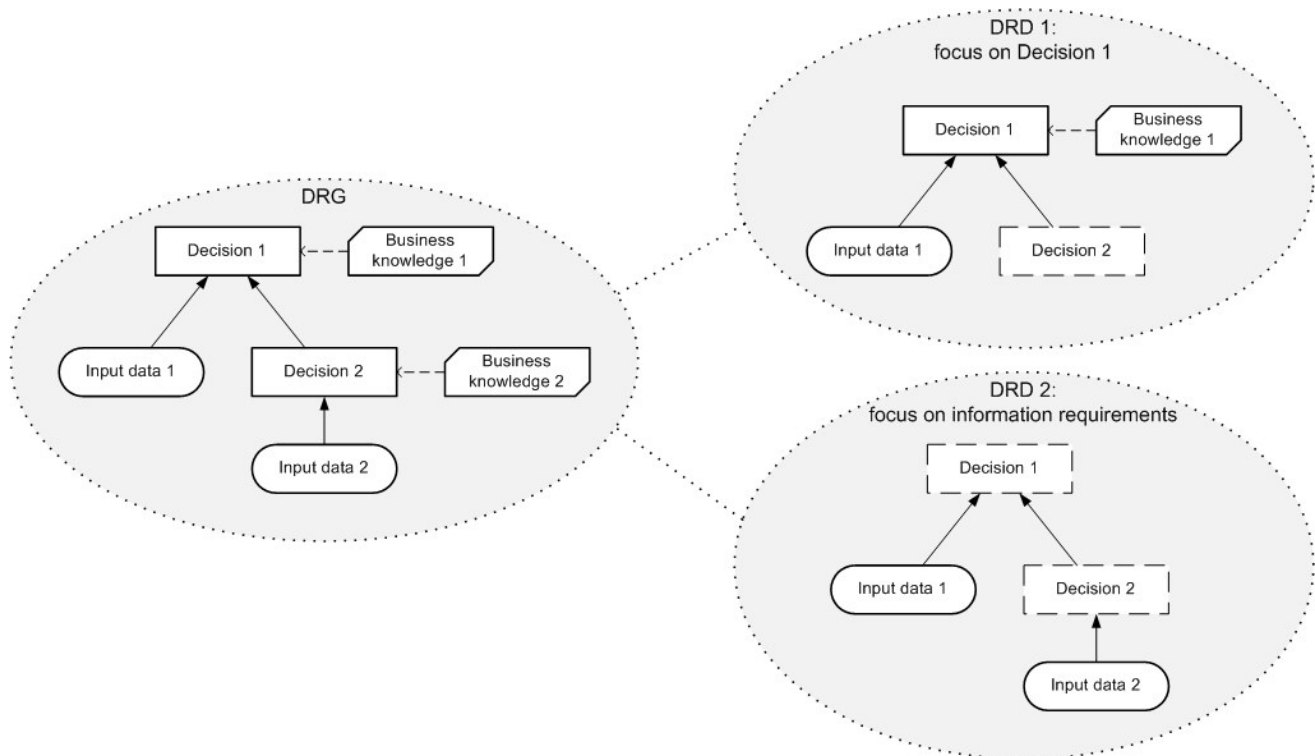 DRG
Decision 1
Business
knowledge 1
Input data 1
Decision 2
Business
knowledge 2
Input data 2
DRD 1:
focus on Decision 1
Decision 1
Business
knowledge 1
Input data 1
Decision 2
DRD 2:
focus on information requirements
Decision 1
Input data 1
Decision 2
Input data 2